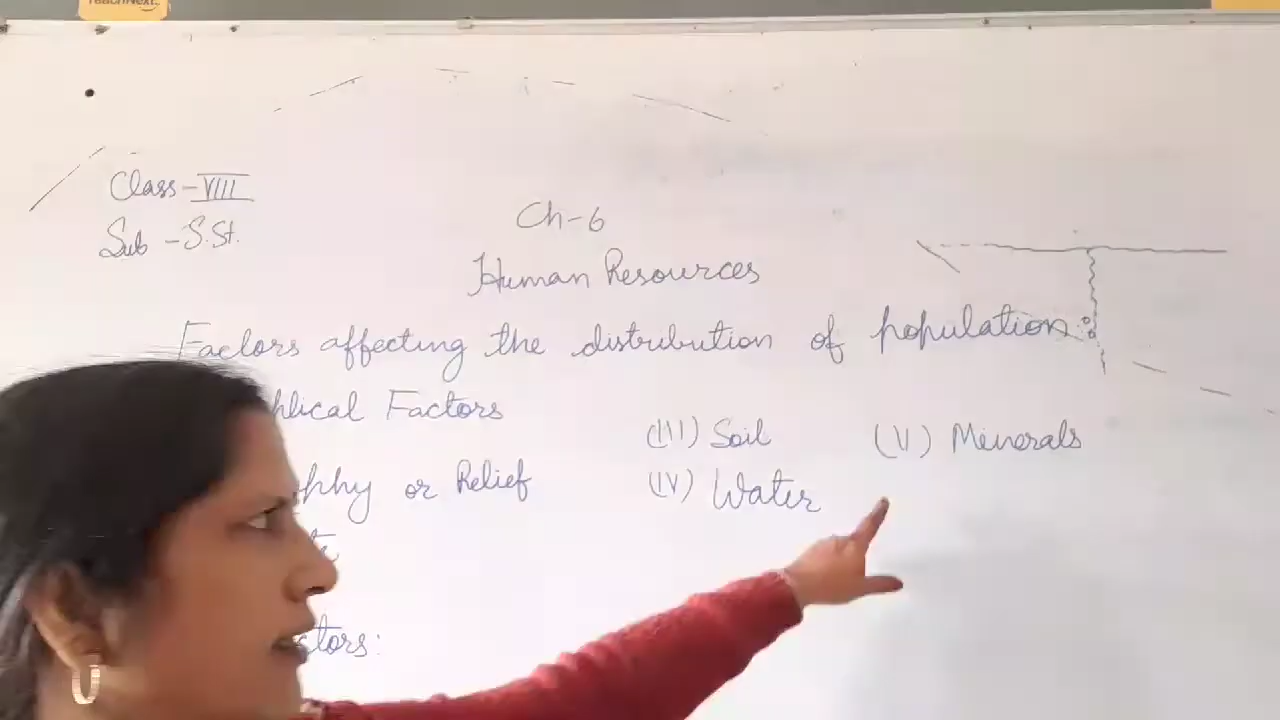 TeachNext
Class - VIII
Sub - S.St.
Ch-6
Human Resources
Factors affecting the distribution of population:
Factors
or Relief
(III) Soil
(IV) Water
(V) Minerals